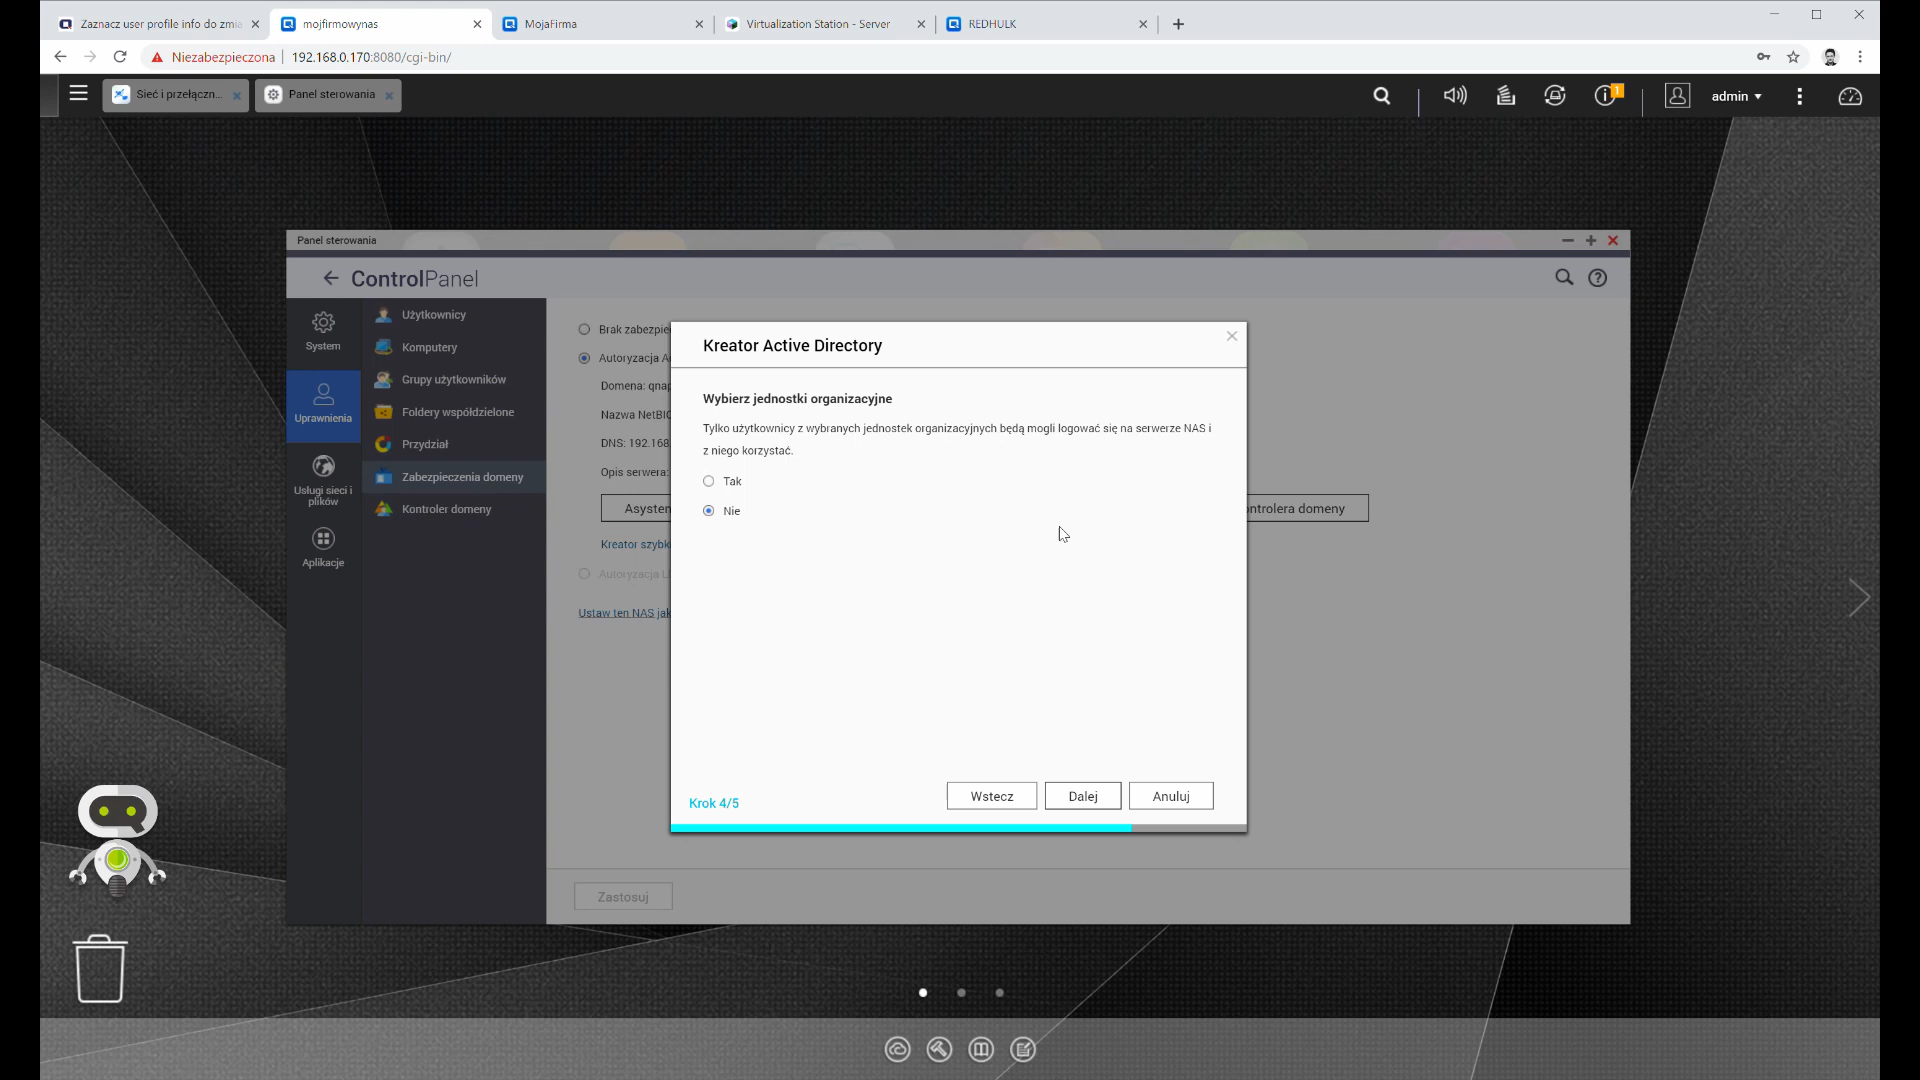 Zaznacz user profile info do zmia
mojfirmowynas
MojaFirma
Virtualization Station - Server
REDHULK
Niezabezpieczona
192.168.0.170:8080/cgi-bin/
Sieć i przełączn...
Panel sterowania
1
admin
Panel sterowania
ControlPanel
System
Uprawnienia
Usługi sieci i
plików
Aplikacje
Użytkownicy
Komputery
Grupy użytkowników
Foldery współdzielone
Przydział
Zabezpieczenia domeny
Kontroler domeny
Brak zabezpie
Autoryzacja A
Domena: qnap
Nazwa NetBIO
DNS: 192.168
Opis serwera:
Asysten
ntrolera domeny
Kreator szybk
Autoryzacja L
Ustaw ten NAS jak
Zastosuj
Kreator Active Directory
Wybierz jednostki organizacyjne
Tylko użytkownicy z wybranych jednostek organizacyjnych będą mogli logować się na serwerze NAS i
z niego korzystać.
Tak
Nie
Krok 4/5
Wstecz
Dalej
Anuluj